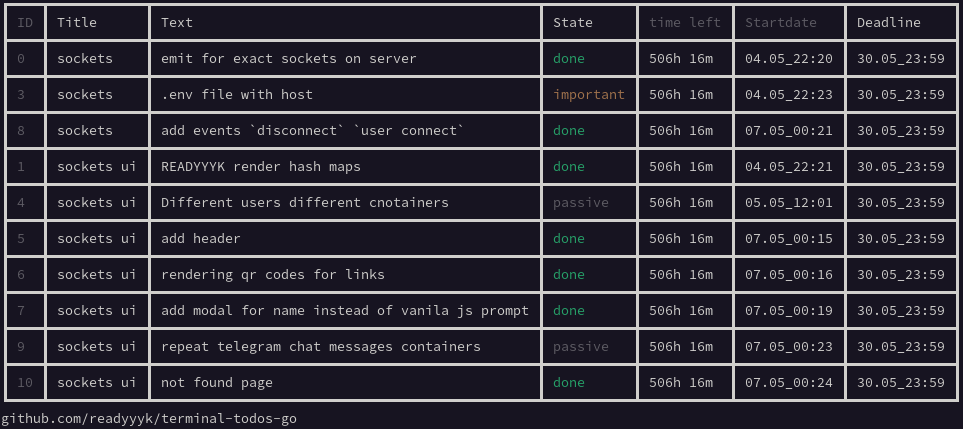 ID Title Text State time left Startdate Deadline
0 sockets emit for exact sockets on server done 506h 16m 04.05_22:20 30.05_23:59
3 sockets .env file with host important 506h 16m 04.05_22:23 30.05_23:59
8 sockets add events `disconnect` `user connect` done 506h 16m 07.05_00:21 30.05_23:59
1 sockets ui READYYYK render hash maps done 506h 16m 04.05_22:21 30.05_23:59
4 sockets ui Different users different cnotainers passive 506h 16m 05.05_12:01 30.05_23:59
5 sockets ui add header done 506h 16m 07.05_00:15 30.05_23:59
6 sockets ui rendering qr codes for links done 506h 16m 07.05_00:16 30.05_23:59
7 sockets ui add modal for name instead of vanila js prompt done 506h 16m 07.05_00:19 30.05_23:59
9 sockets ui repeat telegram chat messages containers passive 506h 16m 07.05_00:23 30.05_23:59
10 sockets ui not found page done 506h 16m 07.05_00:24 30.05_23:59
github.com/readyyyk/terminal-todos-go